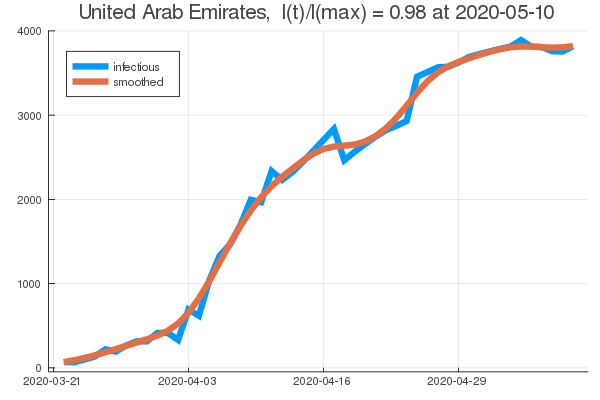 United Arab Emirates, I(t)/I(max) = 0.98 at 2020-05-10
4000
infectious
smoothed
3000
2000
1000
0
2020-03-21 2020-04-03 2020-04-16 2020-04-29